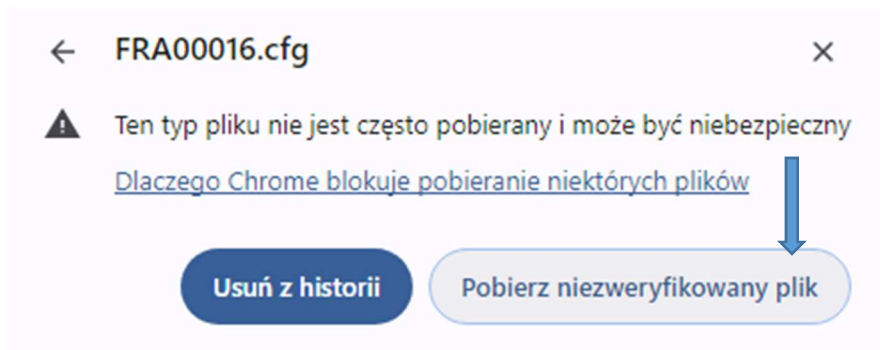 FRA00016.cfg
Ten typ pliku nie jest często pobierany i może być niebezpieczny
Dlaczego Chrome blokuje pobieranie niektórych plików
Usuń z historii
Pobierz niezweryfikowany plik